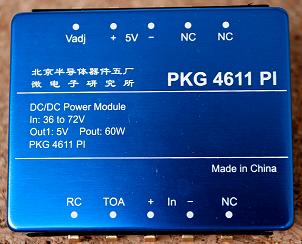 Vadj + 5V − NC NC
北京半导体器件五厂
微电子研究所
PKG 4611 PI
DC/DC Power Module
In: 36 to 72V
Out1: 5V Pout: 60W
PKG 4611 PI
Made in China
RC TOA + In − NC